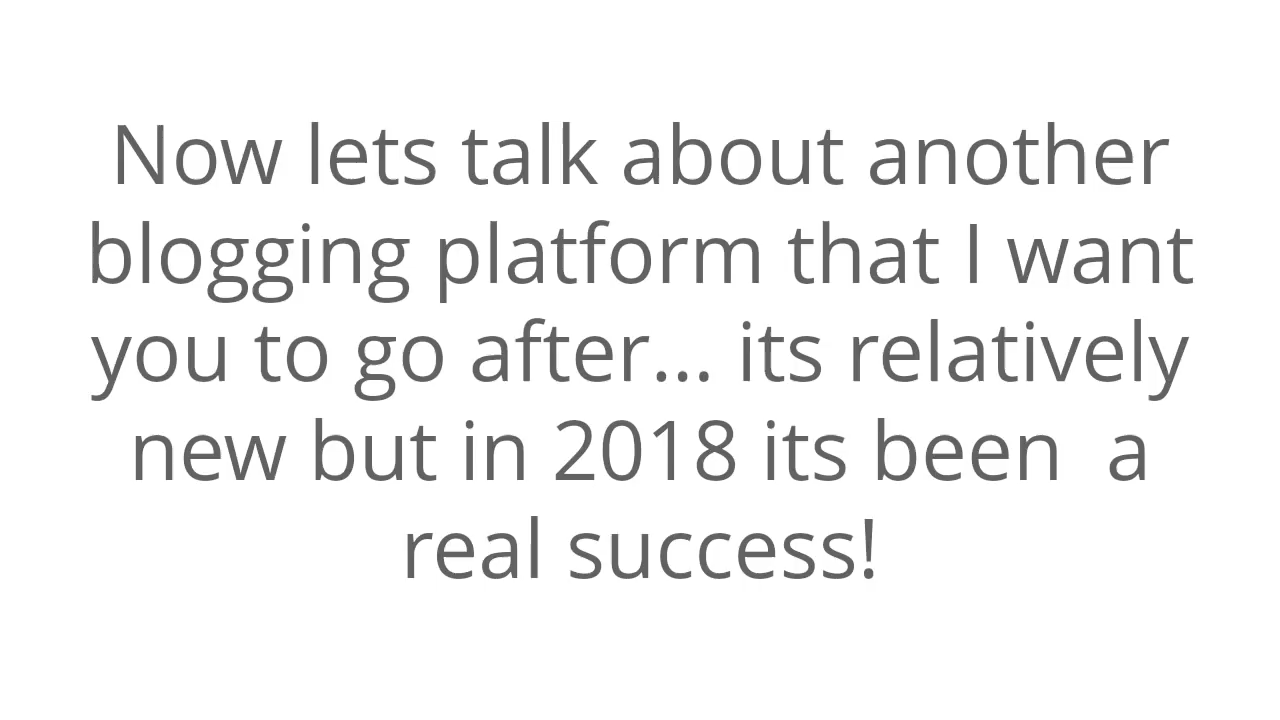 Now lets talk about another
blogging platform that I want
you to go after... its relatively
new but in 2018 its been  a
real success!